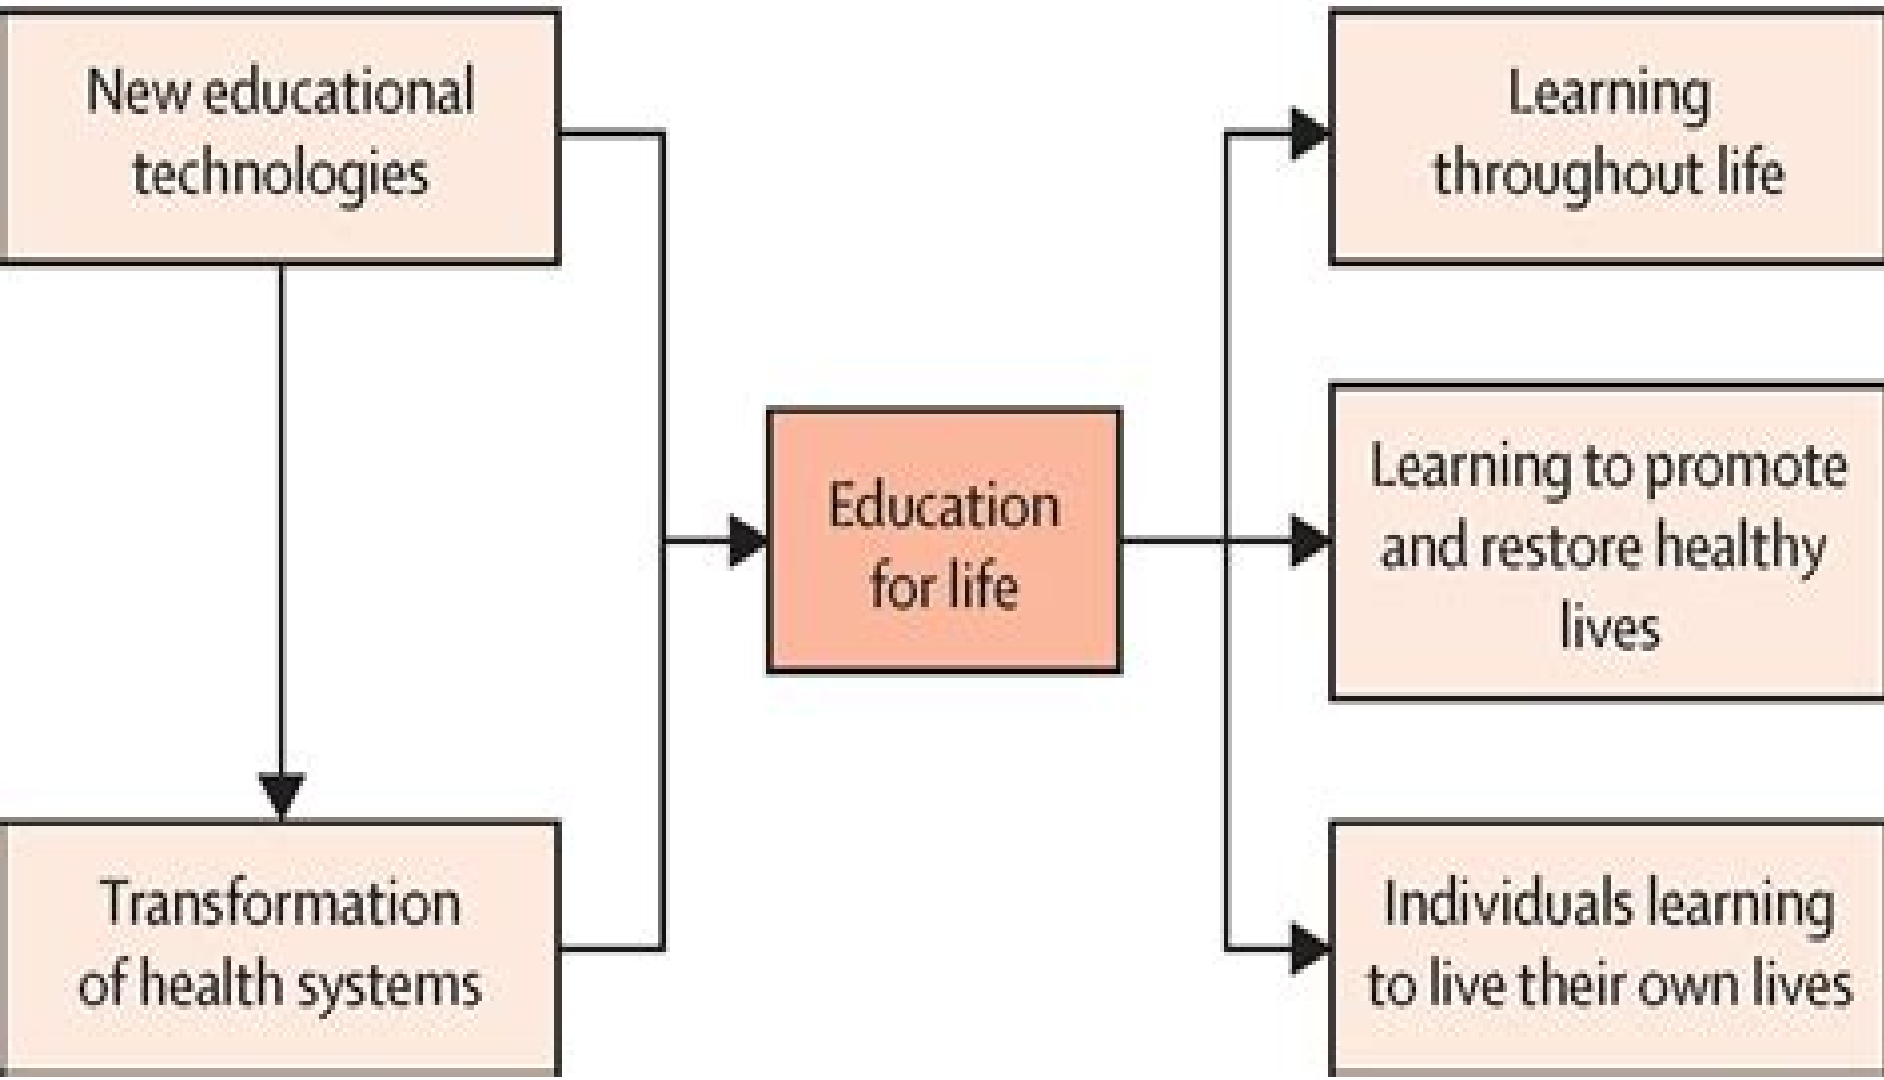 New educational
technologies
Transformation
of health systems
Education
for life
Learning
throughout life
Learning to promote
and restore healthy
lives
Individuals learning
to live their own lives